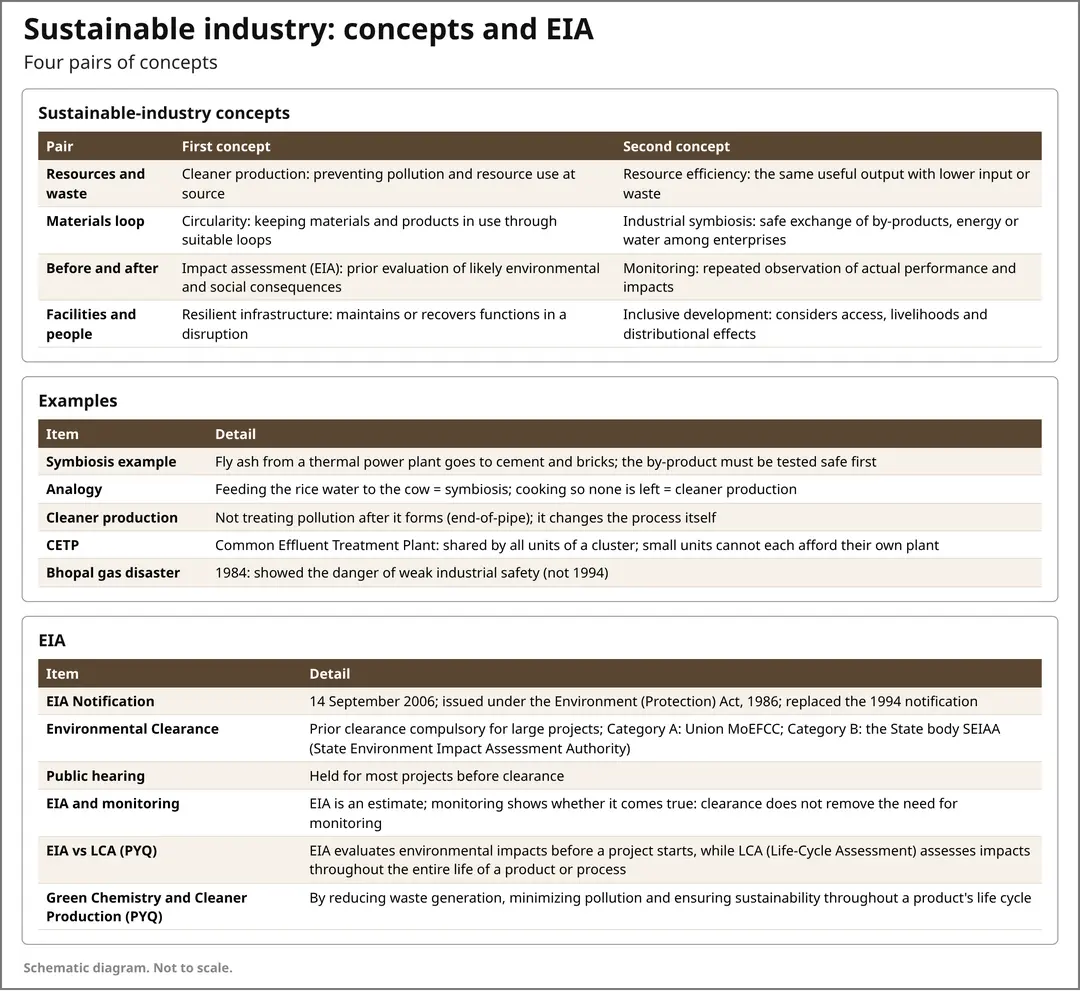 Sustainable industry: concepts and EIA
Four pairs of concepts
Sustainable-industry concepts
Pair First concept Second concept
Resources and waste Cleaner production: preventing pollution and resource use at source Resource efficiency: the same useful output with lower input or waste
Materials loop Circularity: keeping materials and products in use through suitable loops Industrial symbiosis: safe exchange of by-products, energy or water among enterprises
Before and after Impact assessment (EIA): prior evaluation of likely environmental and social consequences Monitoring: repeated observation of actual performance and impacts
Facilities and people Resilient infrastructure: maintains or recovers functions in a disruption Inclusive development: considers access, livelihoods and distributional effects
Examples
Item Detail
Symbiosis example Fly ash from a thermal power plant goes to cement and bricks; the by-product must be tested safe first
Analogy Feeding the rice water to the cow = symbiosis; cooking so none is left = cleaner production
Cleaner production Not treating pollution after it forms (end-of-pipe); it changes the process itself
CETP Common Effluent Treatment Plant: shared by all units of a cluster; small units cannot each afford their own plant
Bhopal gas disaster 1984: showed the danger of weak industrial safety (not 1994)
EIA
Item Detail
EIA Notification 14 September 2006; issued under the Environment (Protection) Act, 1986; replaced the 1994 notification
Environmental Clearance Prior clearance compulsory for large projects; Category A: Union MoEFCC; Category B: the State body SEIAA
(State Environment Impact Assessment Authority)
Public hearing Held for most projects before clearance
EIA and monitoring EIA is an estimate; monitoring shows whether it comes true: clearance does not remove the need for
monitoring
EIA vs LCA (PYQ) EIA evaluates environmental impacts before a project starts, while LCA (Life-Cycle Assessment) assesses impacts
throughout the entire life of a product or process
Green Chemistry and Cleaner Production (PYQ) By reducing waste generation, minimizing pollution and ensuring sustainability throughout a product's life cycle
Schematic diagram. Not to scale.